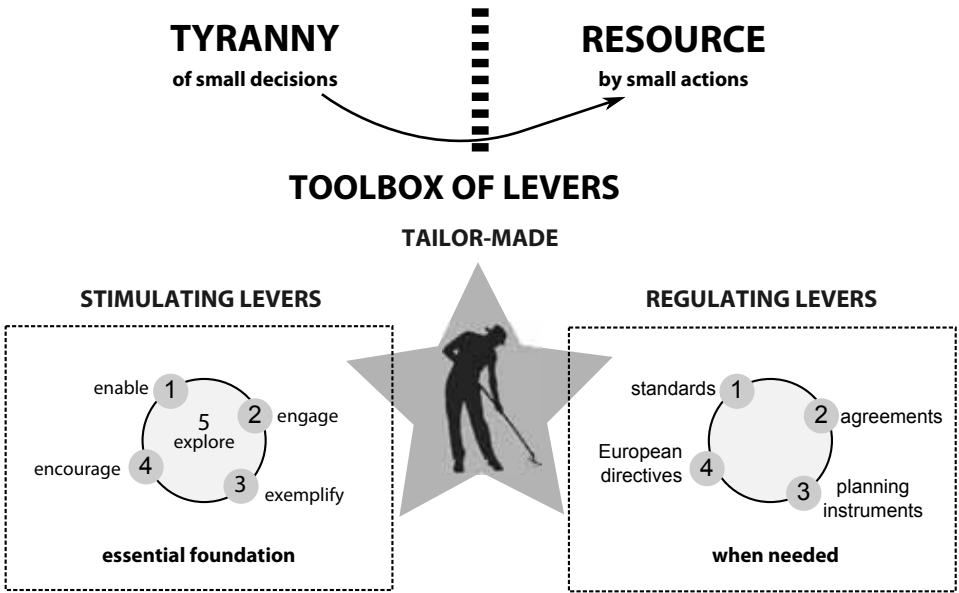 TYRANNY
of small decisions
RESOURCE
by small actions
TOOLBOX OF LEVERS
TAILOR-MADE
STIMULATING LEVERS
enable 1
2 engage
5
explore
encourage 4
3 exemplify
essential foundation
REGULATING LEVERS
standards 1
2 agreements
European
directives 4
3 planning
instruments
when needed